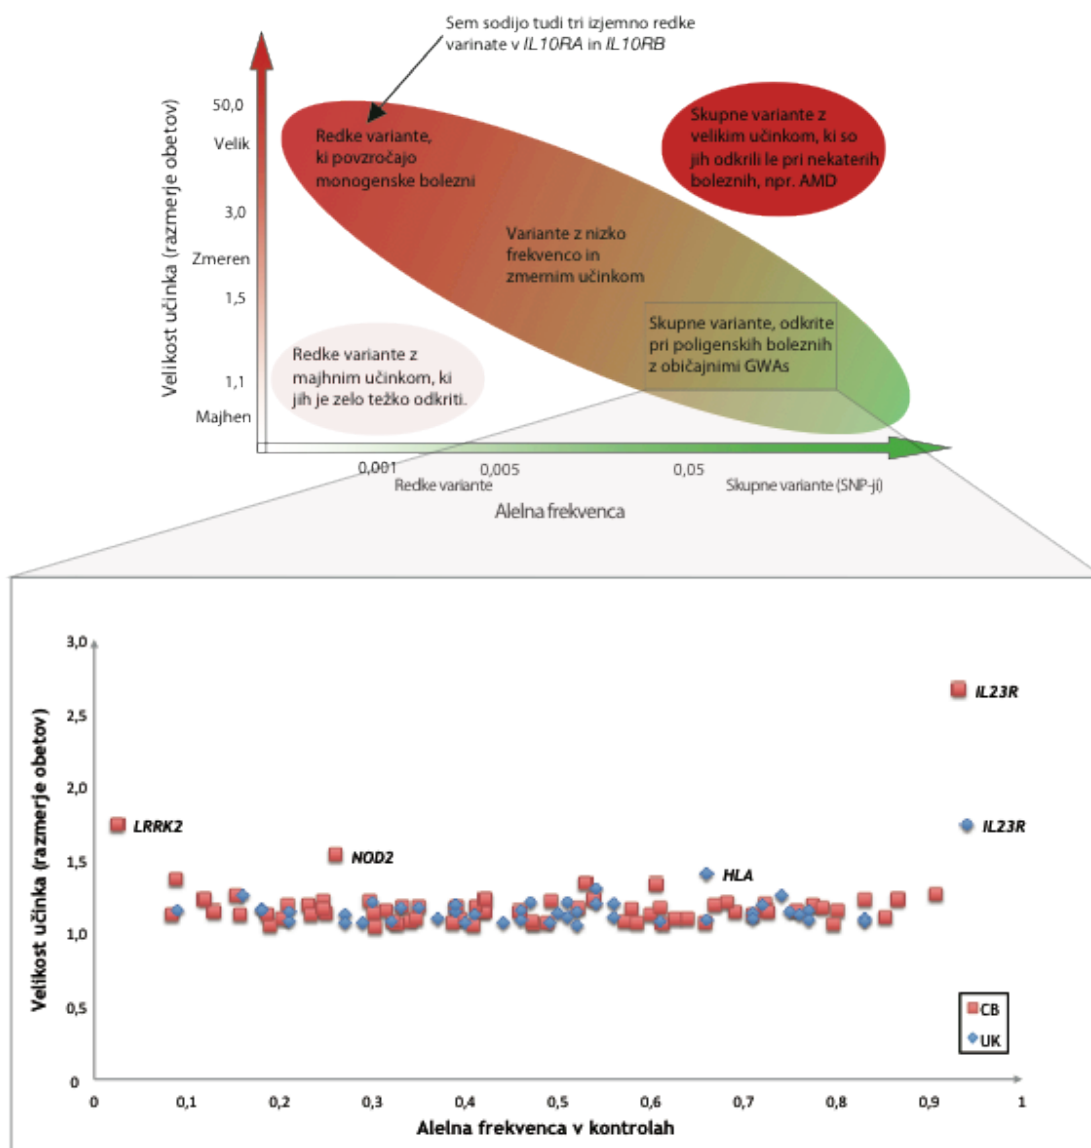 Sem sodijo tudi tri izjemno redke
varinate v IL10RA in IL10RB
Velikost učinka (razmerje obetov)
50,0
Velik
3,0
Zmeren
1,5
1,1
Majhen
Redke variante,
ki povzročajo
monogenske bolezni
Skupne variante z
velikim učinkom, ki so
jih odkrili le pri nekaterih
boleznih, npr. AMD
Variante z nizko
frekvenco in
zmernim učinkom
Skupne variante, odkrite
pri poligenskih boleznih
z običajnimi GWAs
Redke variante z
majhnim učinkom, ki
jih je zelo težko odkriti.
0,001
0,005
0,05
Redke variante
Skupne variante (SNP-ji)
Alelna frekvenca
Velikost učinka (razmerje obetov)
3,0
2,5
2,0
1,5
1,0
0,5
0
IL23R
LRRK2
IL23R
NOD2
HLA
CB
UK
0 0,1 0,2 0,3 0,4 0,5 0,6 0,7 0,8 0,9 1
Alelna frekvenca v kontrolah